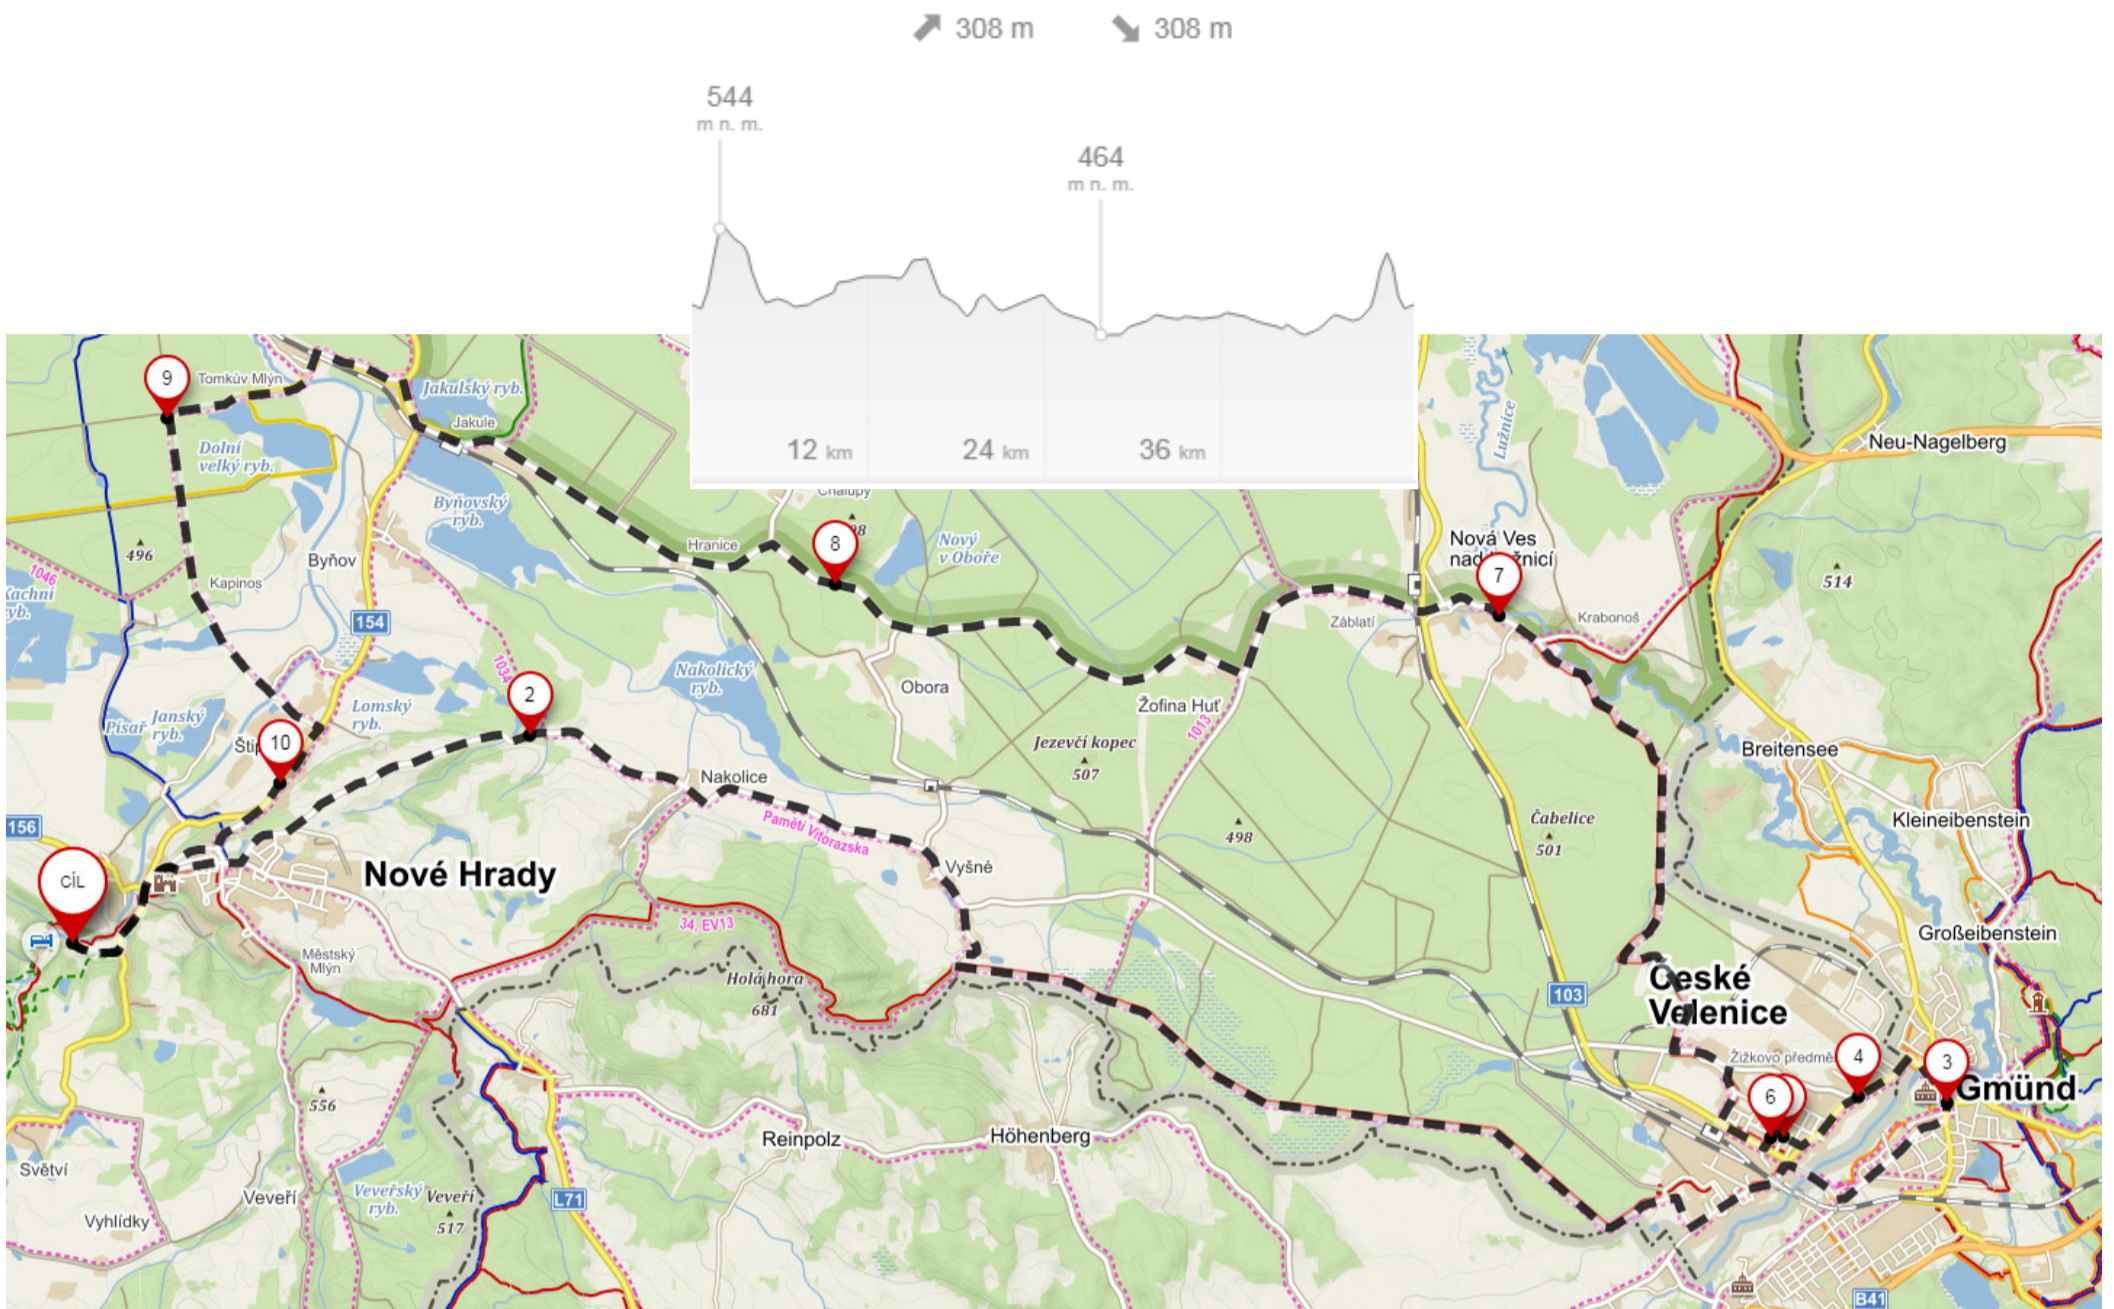 308 m 308 m
544
m n. m.
464
m n. m.
12 km 24 km 36 km
9
Tomkův Mlýn
Jakulský ryb.
Jakule
Dolní
velký ryb.
Byňovský
ryb.
Lužnice
Neu-Nagelberg
Chalupy
Hranice
8
Nový
v Oboře
Nová Ves
7
514
496
1046
ryb.
Kapinos
Byňov
154
Krabonoš
Záblatí
1034
2
Nakolický
ryb.
Obora
Žofina Huť
1013
Písař
Janský
ryb.
Lomský
ryb.
10
Jezevčí kopec
507
Breitensee
Nakolice
Pamětí Vitorazska
156
498
Čabelice
501
Kleineibenstein
CÍL
Nové Hrady
Vyšné
34, EV13
Großeibenstein
Městský
Mlýn
Holá hora
681
103
České
Velenice
Žižkovo předmě
4
3
6
Gmünd
556
Reinpolz
Höhenberg
Světví
Veveří
Veveřský
ryb.
Veveří
517
L71
Vyhlídky
B41